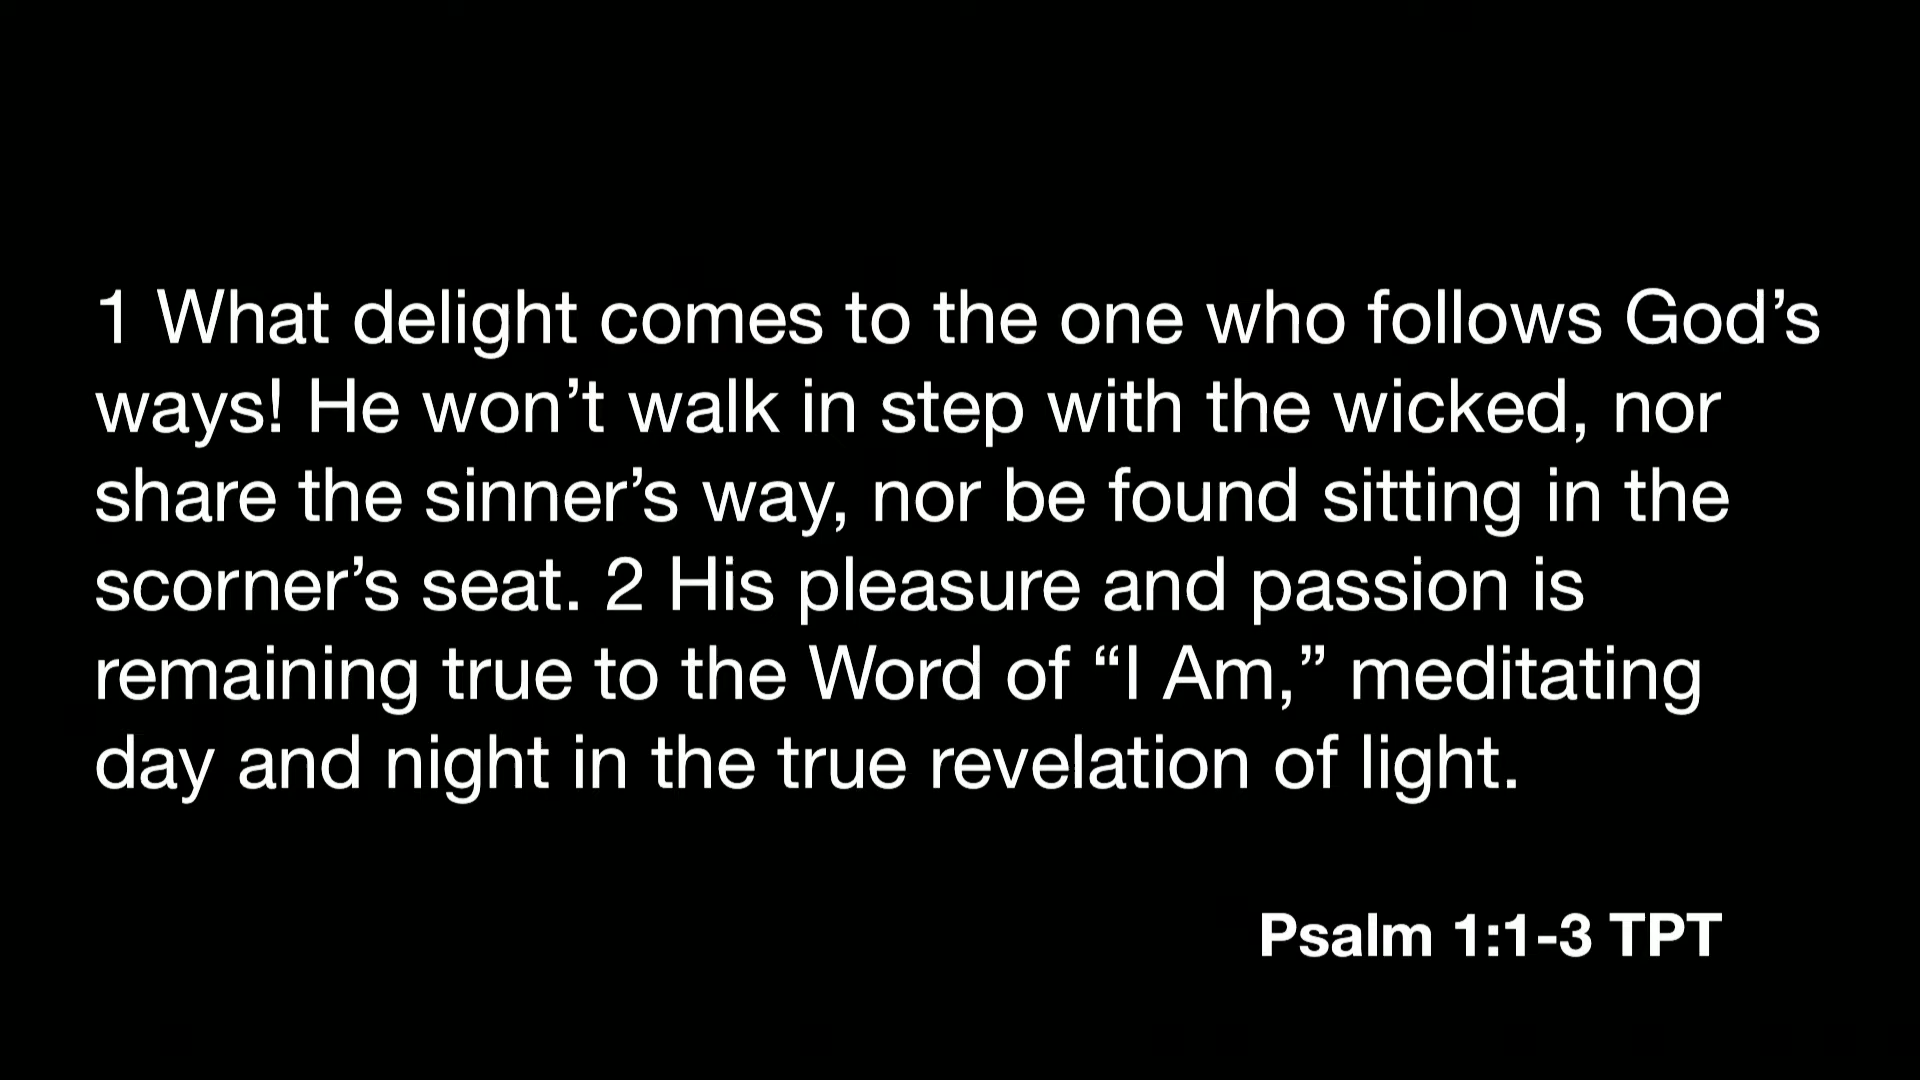 1 What delight comes to the one who follows God’s
ways! He won’t walk in step with the wicked, nor
share the sinner’s way, nor be found sitting in the
scorner’s seat. 2 His pleasure and passion is
remaining true to the Word of “I Am,” meditating
day and night in the true revelation of light.
Psalm 1:1-3 TPT